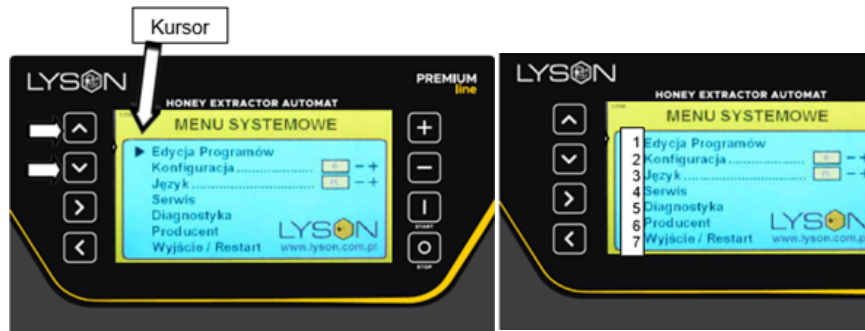 Kursor
LYSON
PREMIUM
line
HONEY EXTRACTOR AUTOMAT
MENU SYSTEMOWE
Edycja Programów
Konfiguracja
Język
Serwis
Diagnostyka
Producent
Wyjście / Restart
LYSON
www.lyson.com.pl
START
STOP
LYSON
HONEY EXTRACTOR AUTOMAT
MENU SYSTEMOWE
1 Edycja Programów
2 Konfiguracja
3 Język
4 Serwis
5 Diagnostyka
6 Producent
7 Wyjście / Restart
LYSON
www.lyson.com.pl